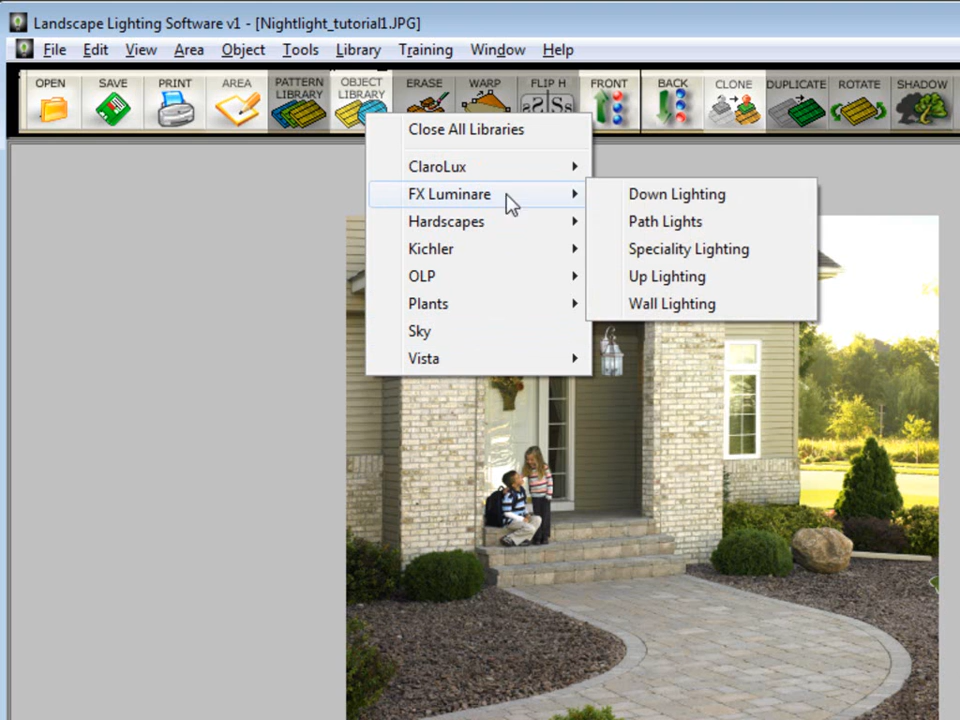 Landscape Lighting Software v1 - [Nightlight_tutorial1.JPG]
File Edit View Area Object Tools Library Training Window Help
OPEN SAVE PRINT AREA PATTERN LIBRARY OBJECT LIBRARY ERASE WARP FLIP H FRONT BACK CLONE DUPLICATE ROTATE SHADOW
Close All Libraries
ClaroLux
FX Luminare
Hardscapes
Kichler
OLP
Plants
Sky
Vista
Down Lighting
Path Lights
Speciality Lighting
Up Lighting
Wall Lighting